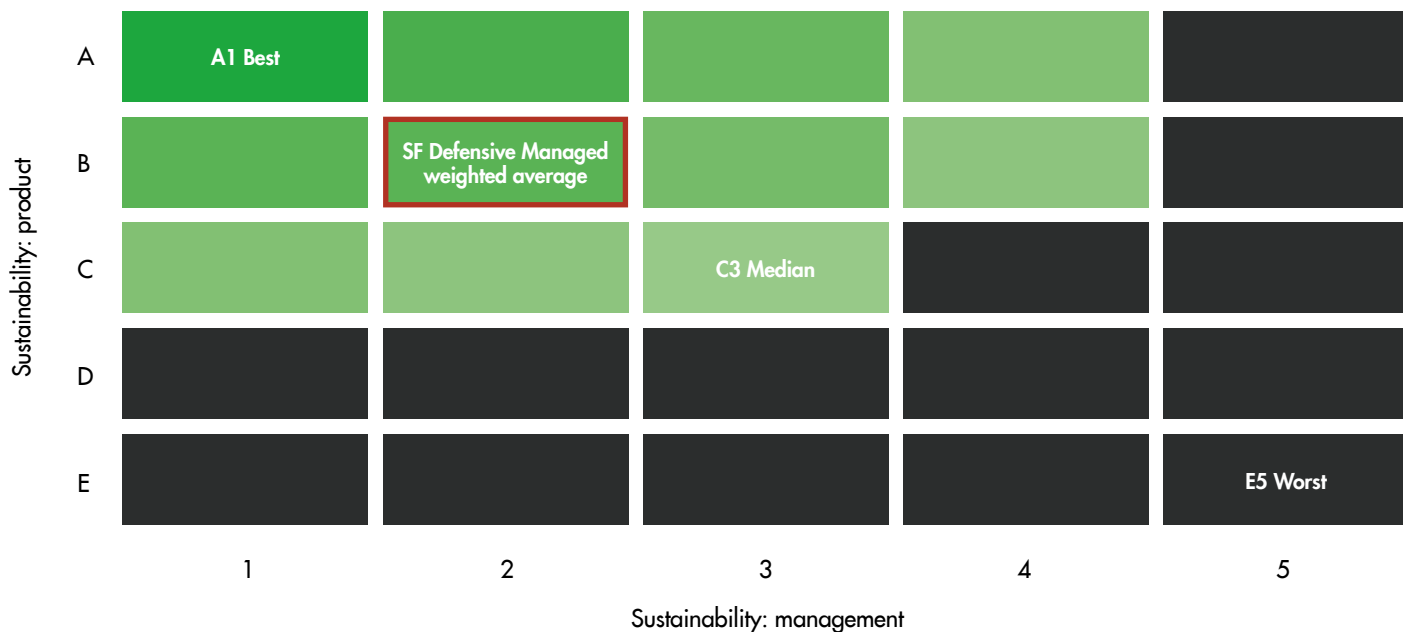 A
A1 Best
B
SF Defensive Managed
weighted average
C
C3 Median
D
E
E5 Worst
1
2
3
4
5
Sustainability: product
Sustainability: management